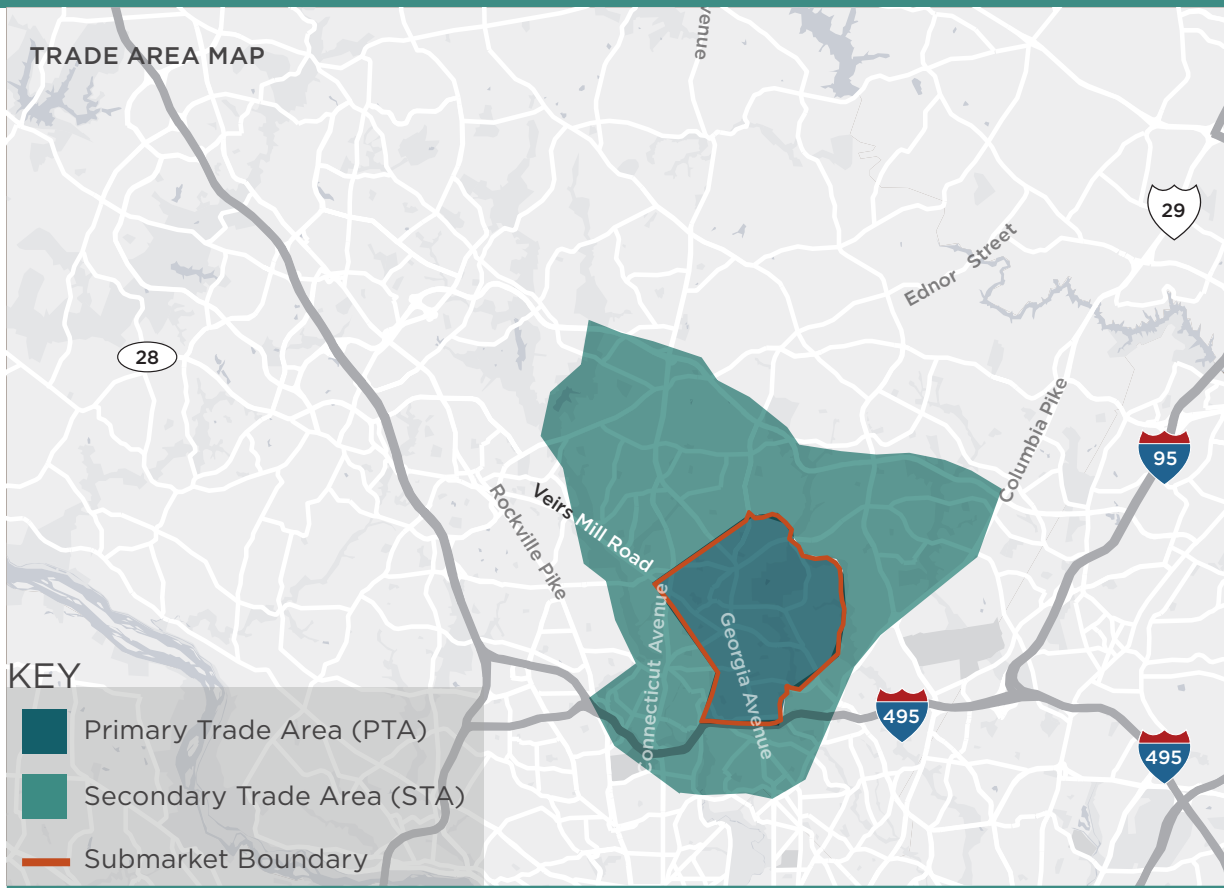 venue
TRADE AREA MAP
29
Ednor Street
28
Columbia Pike
95
Rockville Pike
Veirs Mill Road
Connecticut Avenue
Georgia Avenue
495
495
KEY
Primary Trade Area (PTA)
Secondary Trade Area (STA)
Submarket Boundary